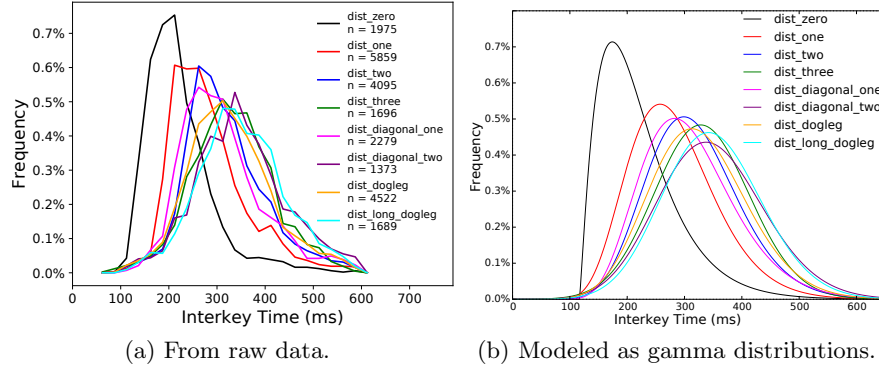 dist_zero
n = 1975
dist_one
n = 5859
dist_two
n = 4095
dist_three
n = 1696
dist_diagonal_one
n = 2279
dist_diagonal_two
n = 1373
dist_dogleg
n = 4522
dist_long_dogleg
n = 1689
0.7%
0.6%
0.5%
0.4%
0.3%
0.2%
0.1%
0.0%
Frequency
0 100 200 300 400 500 600 700
Interkey Time (ms)
(a) From raw data.
dist_zero
dist_one
dist_two
dist_three
dist_diagonal_one
dist_diagonal_two
dist_dogleg
dist_long_dogleg
0.7%
0.6%
0.5%
0.4%
0.3%
0.2%
0.1%
0.0%
Frequency
0 100 200 300 400 500 600
Interkey Time (ms)
(b) Modeled as gamma distributions.